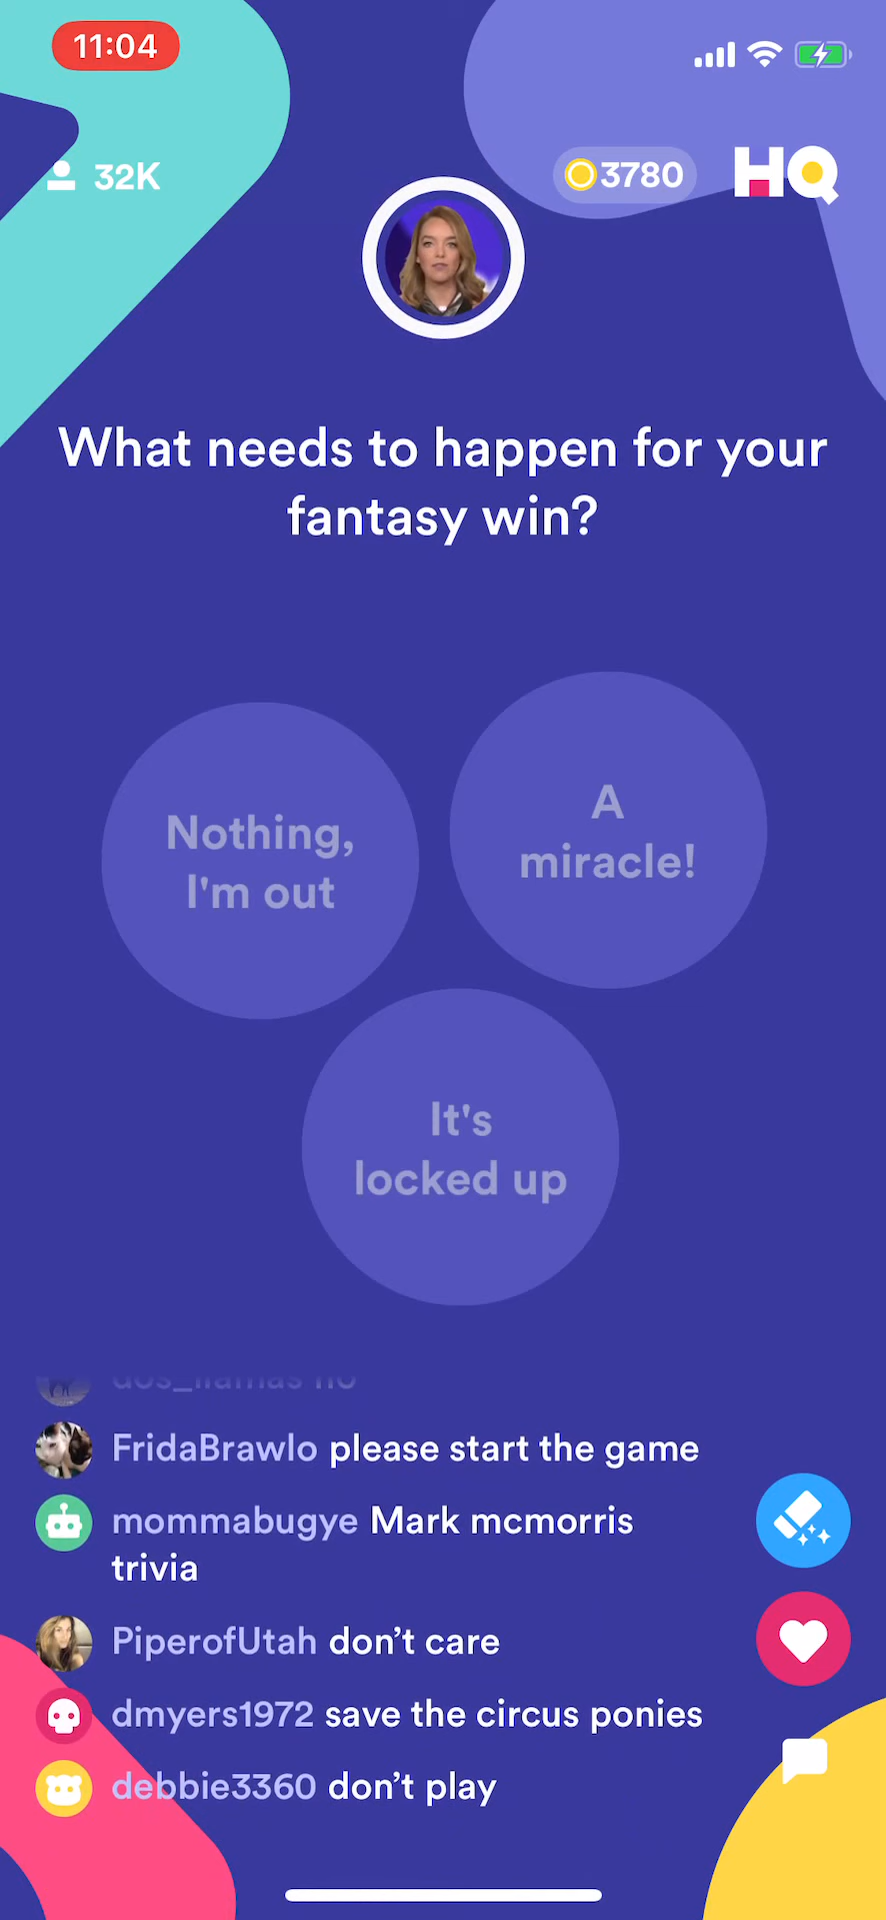 11:04
32K
3780
HQ
What needs to happen for your
fantasy win?
Nothing,
I'm out
A
miracle!
It's
locked up
dos_llamas no
FridaBrawlo please start the game
mommabugye Mark mcmorris
trivia
PiperofUtah don’t care
dmyers1972 save the circus ponies
debbie3360 don’t play